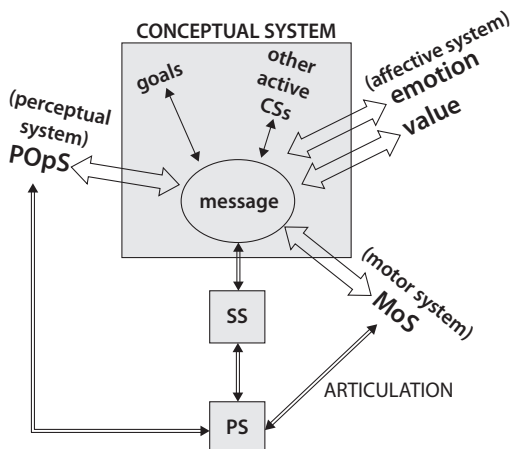 CONCEPTUAL SYSTEM
goals
other
active
CSs
(affective system)
emotion
value
(perceptual
system)
POpS
message
(motor system)
MoS
SS
ARTICULATION
PS